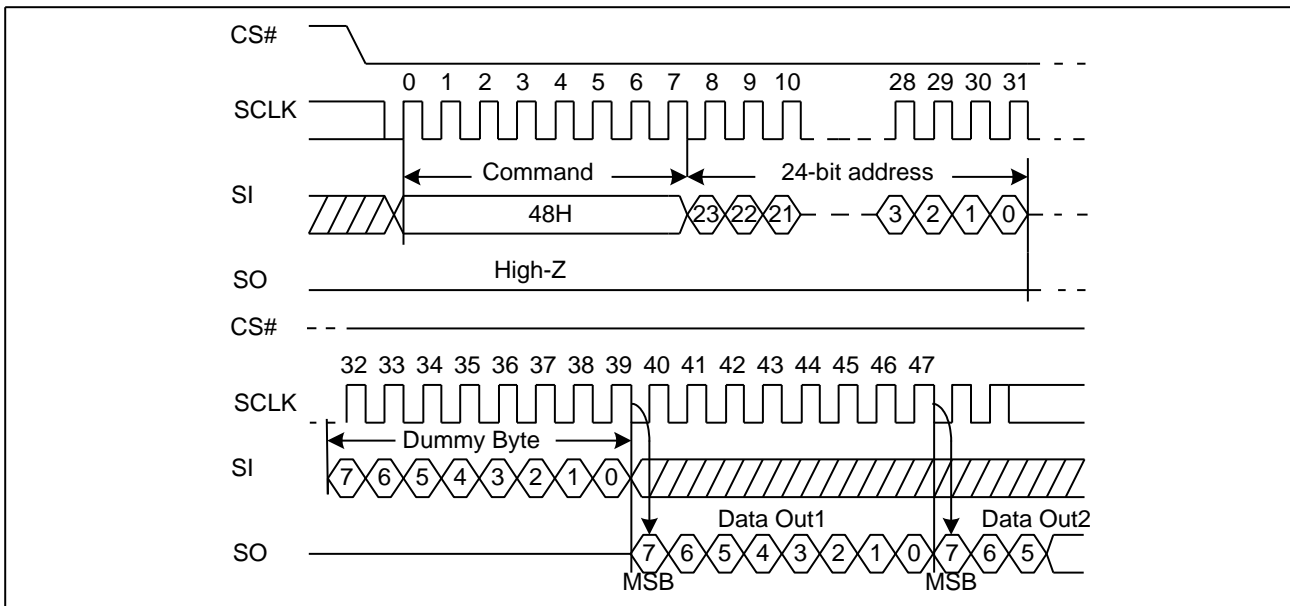 CS#
0 1 2 3 4 5 6 7 8 9 10 28 29 30 31
SCLK
Command 24-bit address
SI
48H 23 22 21 3 2 1 0
High-Z
SO
CS#
32 33 34 35 36 37 38 39 40 41 42 43 44 45 46 47
SCLK
Dummy Byte
SI
7 6 5 4 3 2 1 0
Data Out1 Data Out2
SO
7 6 5 4 3 2 1 0 7 6 5
MSB MSB